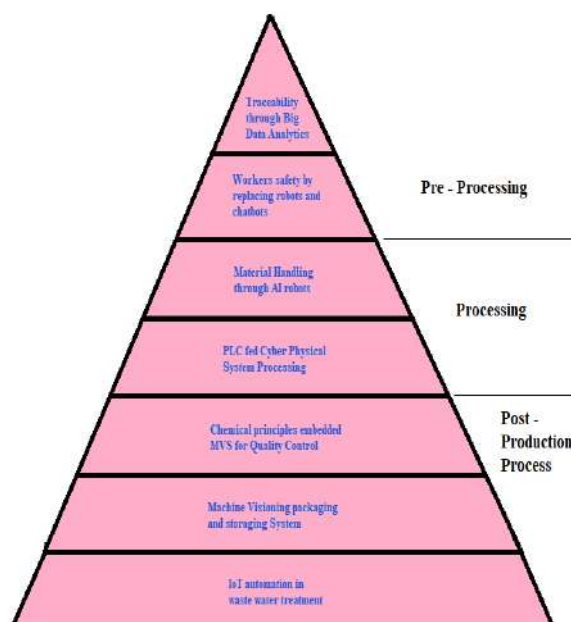 Traceability
through Big
Data Analytics
Workers safety by
replacing robots and
chatbots
Pre - Processing
Material Handling
through AI robots
Processing
PLC fed Cyber Physical
System Processing
Chemical principles embedded
MVS for Quality Control
Post -
Production
Process
Machine Visioning packaging
and storaging System
IoT automation in
waste water treatment